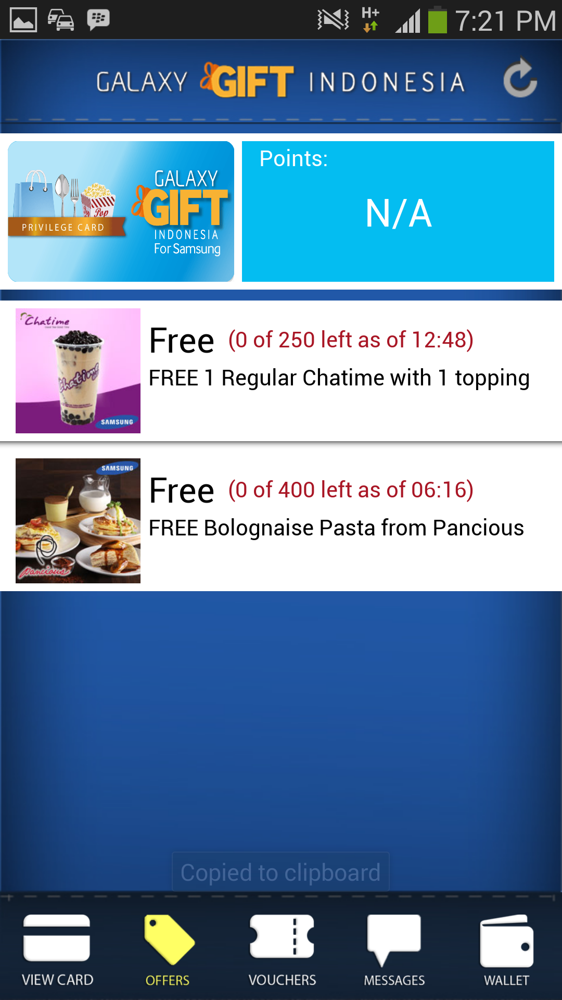 H+ 7:21 PM
GALAXY GIFT INDONESIA
GALAXY
GIFT
INDONESIA
For Samsung
Pop
PRIVILEGE CARD
Points:
N/A
Chatime
Chatime
SAMSUNG
Free (0 of 250 left as of 12:48)
FREE 1 Regular Chatime with 1 topping
SAMSUNG
Pancious
Free (0 of 400 left as of 06:16)
FREE Bolognaise Pasta from Pancious
Copied to clipboard
VIEW CARD
OFFERS
VOUCHERS
MESSAGES
WALLET